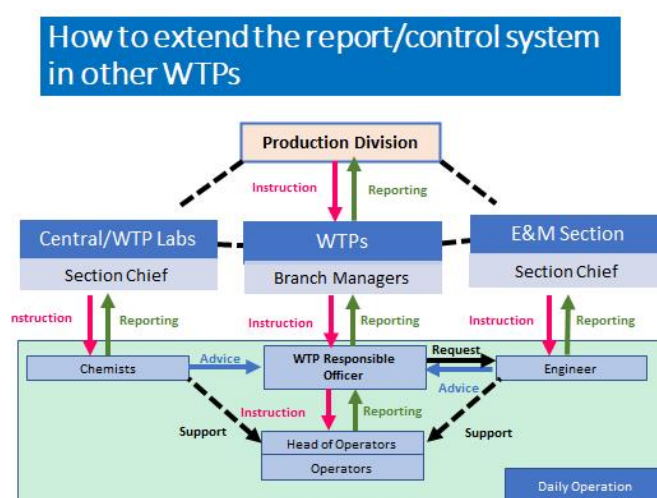 How to extend the report/control system
in other WTPs
Production Division
Instruction
Reporting
Central/WTP Labs
WTPs
E&M Section
Section Chief
Branch Managers
Section Chief
nstruction
Reporting
Instruction
Reporting
Instruction
Reporting
Chemists
Advice
WTP Responsible
Officer
Request
Advice
Engineer
Instruction
Reporting
Support
Support
Head of Operators
Operators
Daily Operation